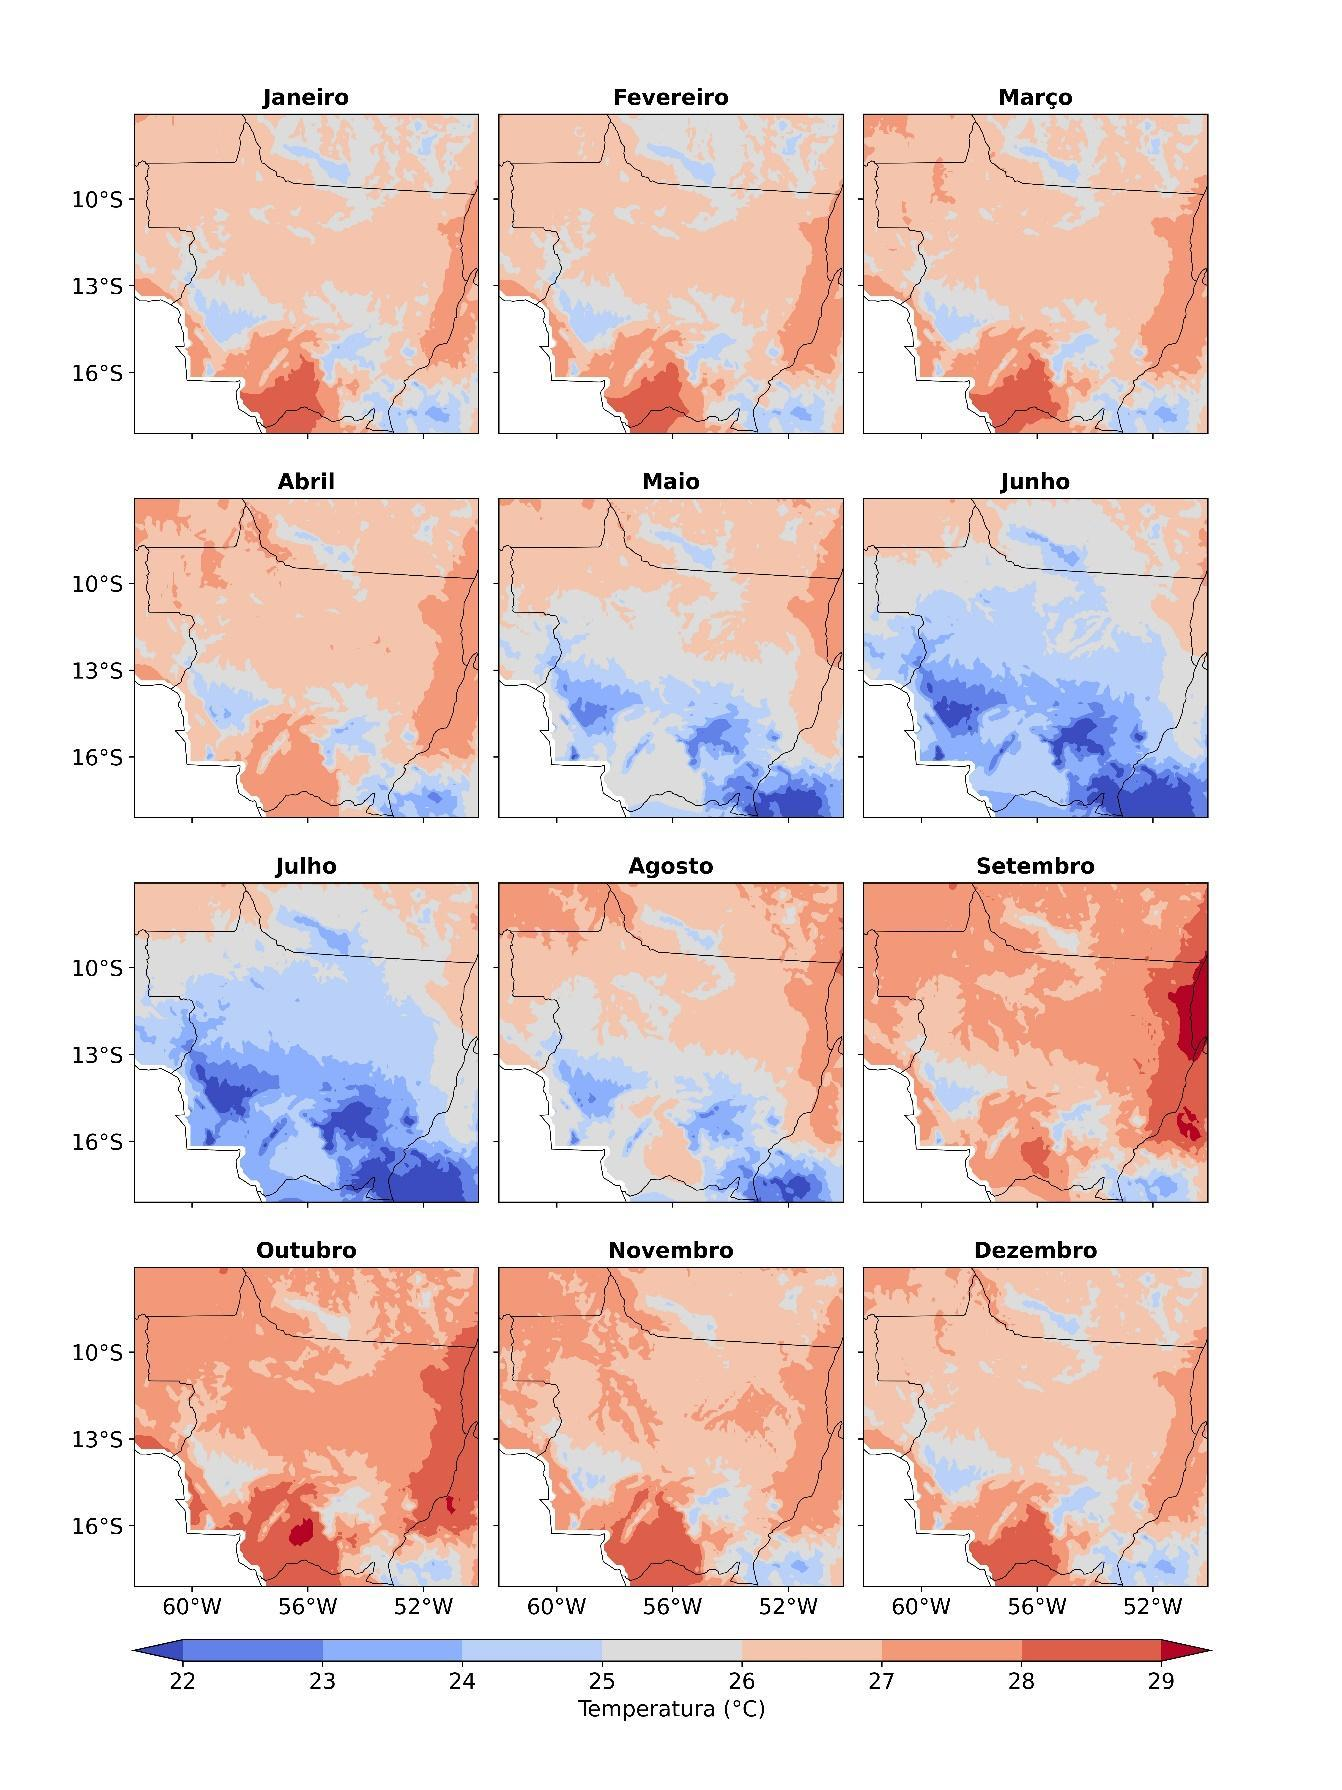 Janeiro Fevereiro Março
10°S
13°S
16°S
Abril Maio Junho
10°S
13°S
16°S
Julho Agosto Setembro
10°S
13°S
16°S
Outubro Novembro Dezembro
10°S
13°S
16°S
60°W 56°W 52°W 60°W 56°W 52°W 60°W 56°W 52°W
22 23 24 25 26 27 28 29
Temperatura (°C)